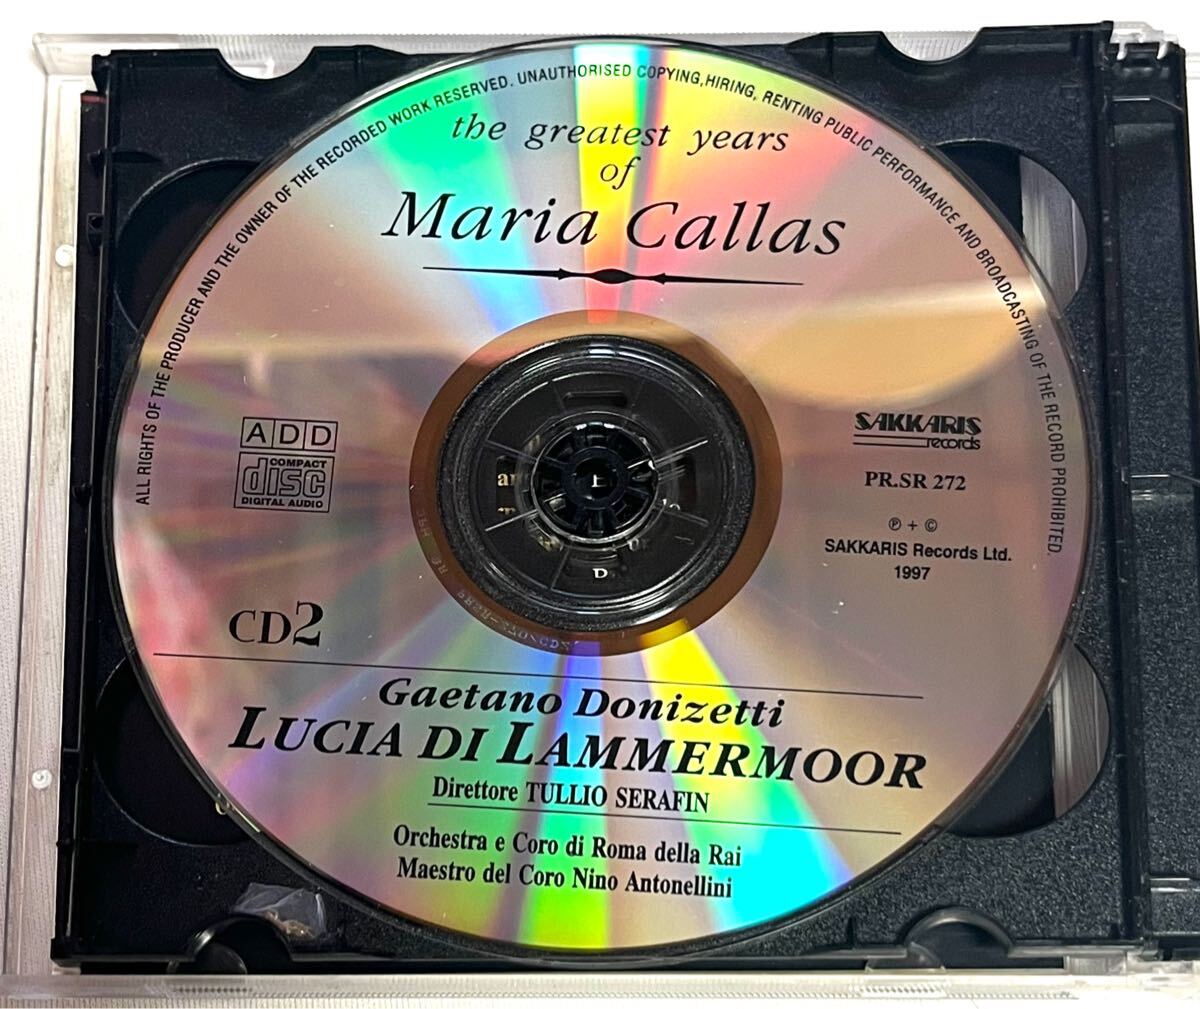 ALL RIGHTS OF THE PRODUCER AND THE OWNER OF THE RECORDED WORK RESERVED. UNAUTHORISED COPYING, HIRING, RENTING PUBLIC PERFORMANCE AND BROADCASTING OF THE RECORD PROHIBITED.
the greatest years
of
Maria Callas
ADD
COMPACT
disc
DIGITAL AUDIO
SAKKARIS
records
PR.SR 272
℗ + ©
SAKKARIS Records Ltd.
1997
CD2
Gaetano Donizetti
LUCIA DI LAMMERMOOR
Direttore TULLIO SERAFIN
Orchestra e Coro di Roma della Rai
Maestro del Coro Nino Antonellini